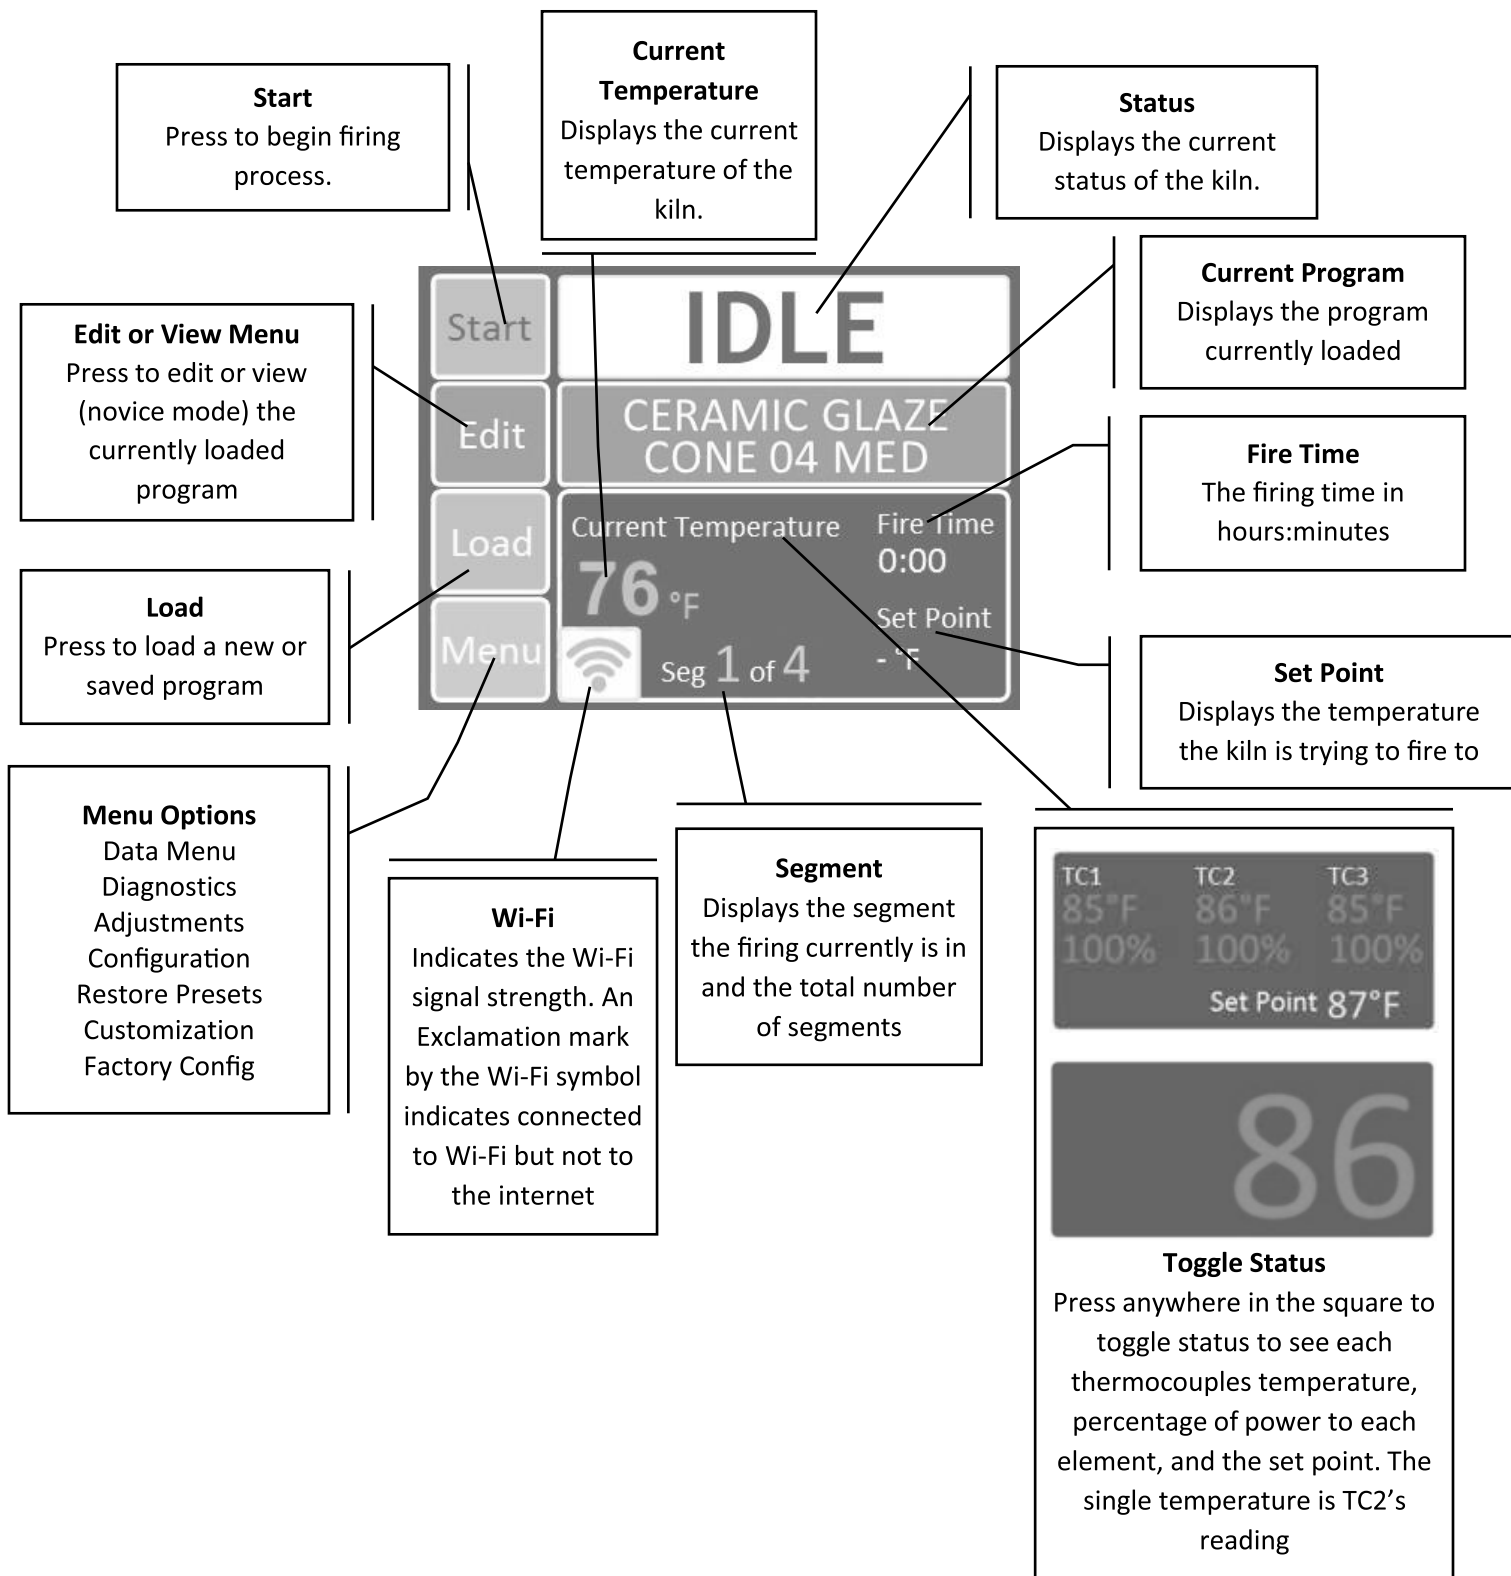 Current
Temperature
Displays the current
temperature of the
kiln.
Start
Press to begin firing
process.
Status
Displays the current
status of the kiln.
Current Program
Displays the program
currently loaded
Edit or View Menu
Press to edit or view
(novice mode) the
currently loaded
program
Fire Time
The firing time in
hours:minutes
Load
Press to load a new or
saved program
Set Point
Displays the temperature
the kiln is trying to fire to
Start
IDLE
Edit
CERAMIC GLAZE
CONE 04 MED
Load
Current Temperature
76 °F
Fire Time
0:00
Set Point
- °F
Menu
Seg 1 of 4
Menu Options
Data Menu
Diagnostics
Adjustments
Configuration
Restore Presets
Customization
Factory Config
Wi-Fi
Indicates the Wi-Fi
signal strength. An
Exclamation mark
by the Wi-Fi symbol
indicates connected
to Wi-Fi but not to
the internet
Segment
Displays the segment
the firing currently is in
and the total number
of segments
TC1 TC2 TC3
85°F 86°F 85°F
100% 100% 100%
Set Point 87°F
86
Toggle Status
Press anywhere in the square to
toggle status to see each
thermocouples temperature,
percentage of power to each
element, and the set point. The
single temperature is TC2’s
reading